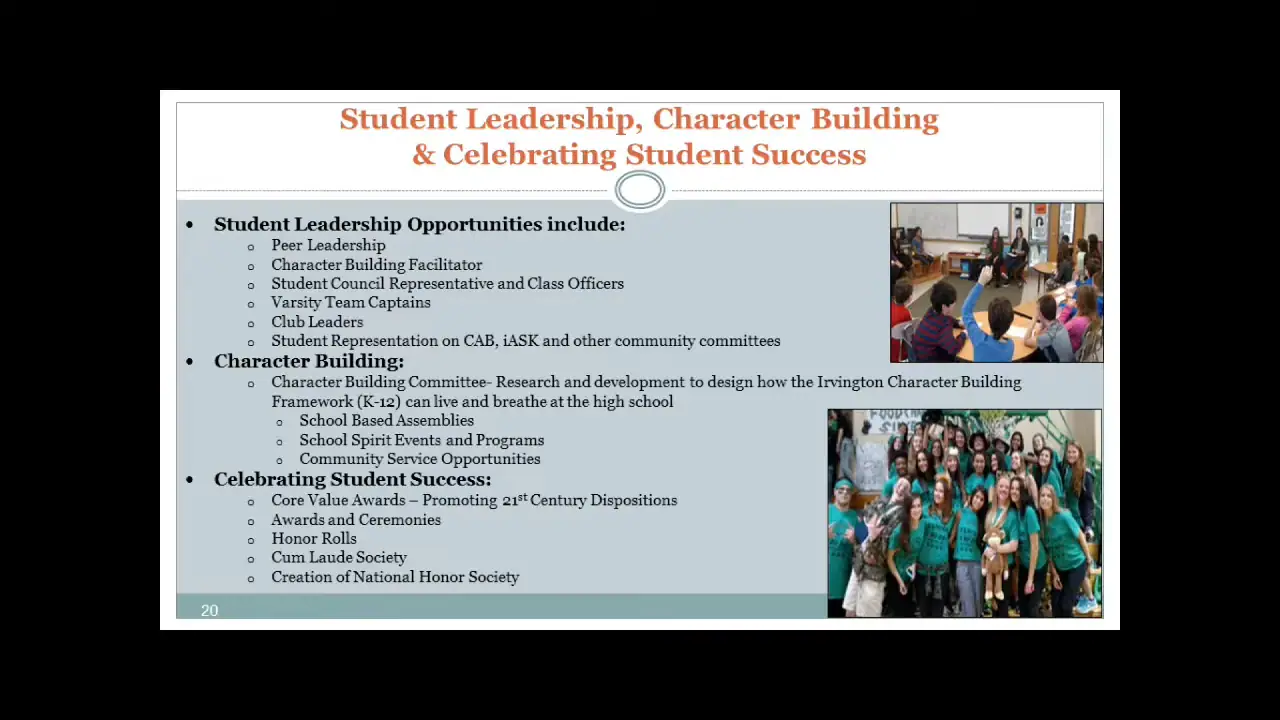 Student Leadership, Character Building
& Celebrating Student Success
• Student Leadership Opportunities include:
o Peer Leadership
o Character Building Facilitator
o Student Council Representative and Class Officers
o Varsity Team Captains
o Club Leaders
o Student Representation on CAB, iASK and other community committees
• Character Building:
o Character Building Committee- Research and development to design how the Irvington Character Building
Framework (K-12) can live and breathe at the high school
o School Based Assemblies
o School Spirit Events and Programs
o Community Service Opportunities
• Celebrating Student Success:
o Core Value Awards – Promoting 21st Century Dispositions
o Awards and Ceremonies
o Honor Rolls
o Cum Laude Society
o Creation of National Honor Society
20